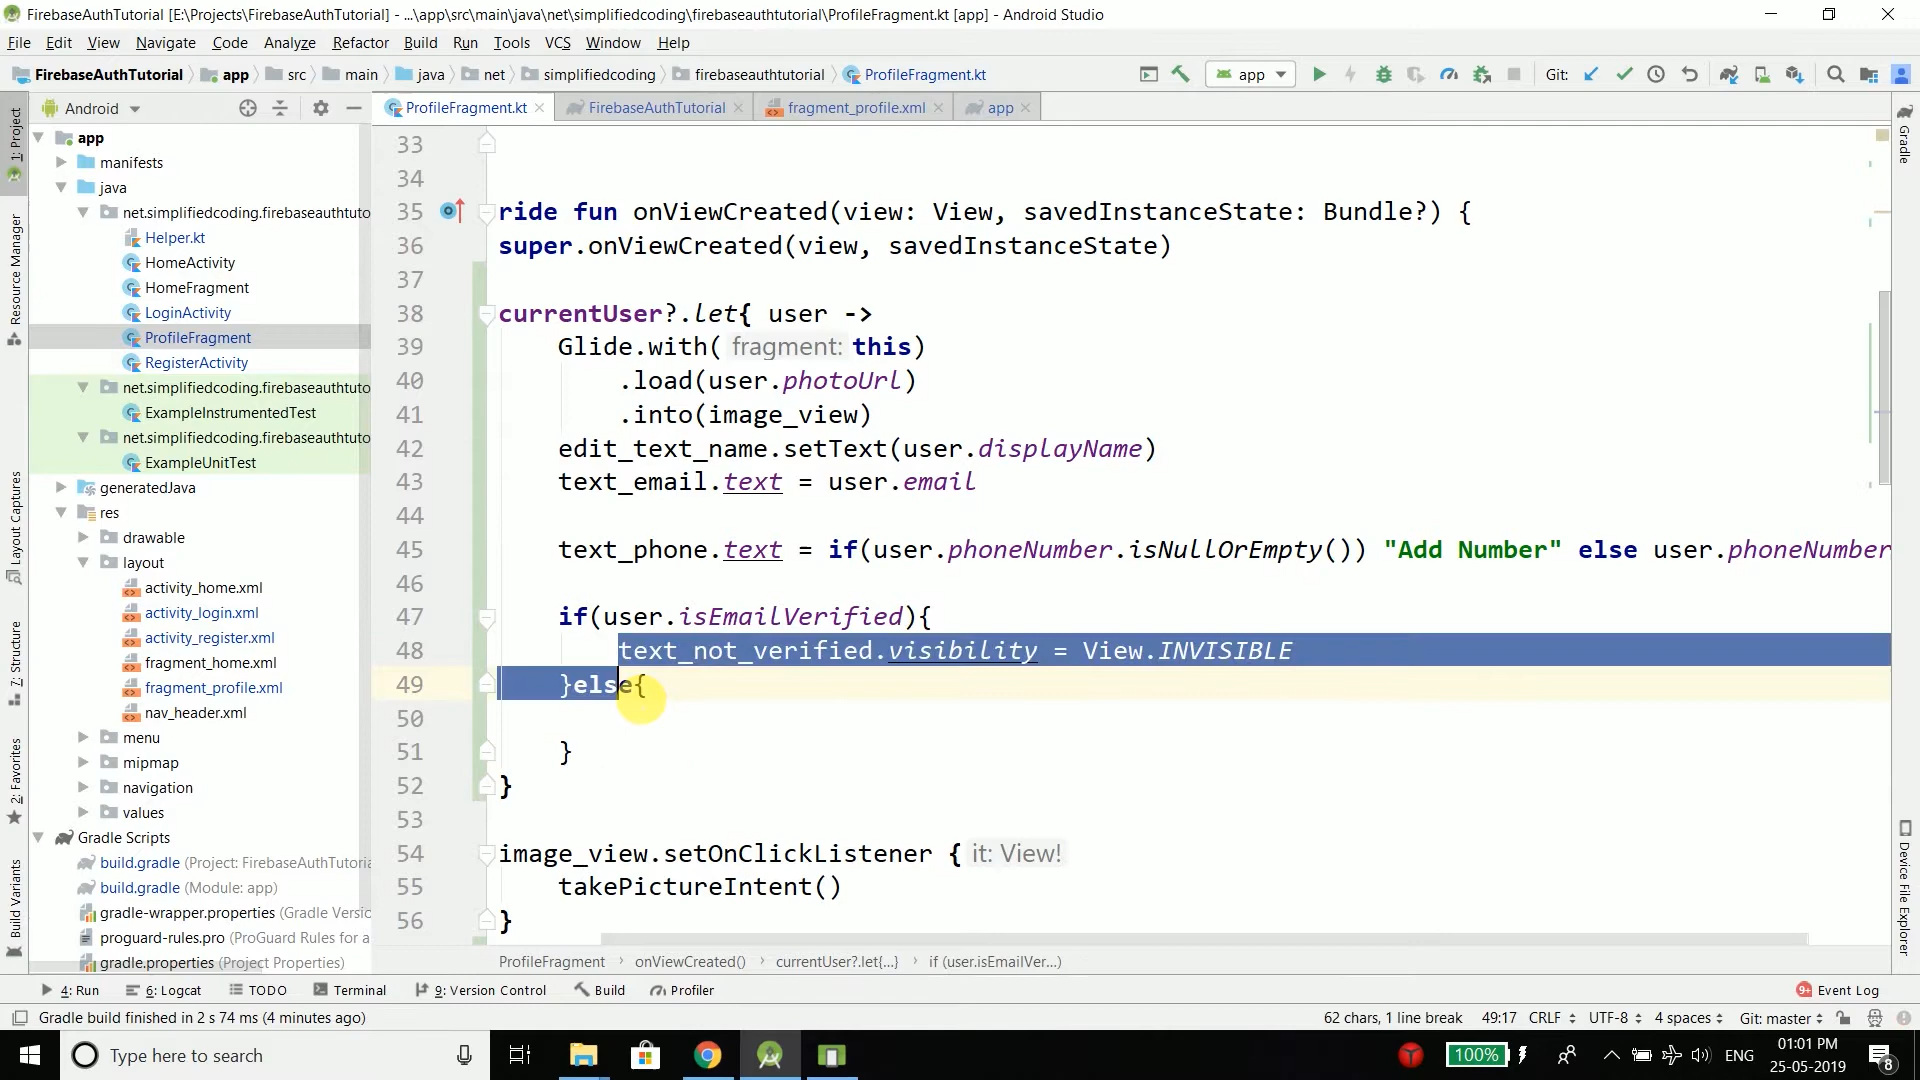 FirebaseAuthTutorial [E:\Projects\FirebaseAuthTutorial] - ...\app\src\main\java\net\simplifiedcoding\firebaseauthtutorial\ProfileFragment.kt [app] - Android Studio
File Edit View Navigate Code Analyze Refactor Build Run Tools VCS Window Help
FirebaseAuthTutorial app src main java net simplifiedcoding firebaseauthtutorial ProfileFragment.kt app Git:
Android
ProfileFragment.kt FirebaseAuthTutorial fragment_profile.xml app
1: Project
Resource Manager
Layout Captures
7: Structure
2: Favorites
Build Variants
app
manifests
java
net.simplifiedcoding.firebaseauthtuto
Helper.kt
HomeActivity
HomeFragment
LoginActivity
ProfileFragment
RegisterActivity
net.simplifiedcoding.firebaseauthtuto
ExampleInstrumentedTest
net.simplifiedcoding.firebaseauthtuto
ExampleUnitTest
generatedJava
res
drawable
layout
activity_home.xml
activity_login.xml
activity_register.xml
fragment_home.xml
fragment_profile.xml
nav_header.xml
menu
mipmap
navigation
values
Gradle Scripts
build.gradle (Project: FirebaseAuthTutoria
build.gradle (Module: app)
gradle-wrapper.properties (Gradle Versio
proguard-rules.pro (ProGuard Rules for a
gradle.properties (Project Properties)
33
34
35 ride fun onViewCreated(view: View, savedInstanceState: Bundle?) {
36 super.onViewCreated(view, savedInstanceState)
37
38 currentUser?.let{ user ->
39 Glide.with( fragment: this)
40 .load(user.photoUrl)
41 .into(image_view)
42 edit_text_name.setText(user.displayName)
43 text_email.text = user.email
44
45 text_phone.text = if(user.phoneNumber.isNullOrEmpty()) "Add Number" else user.phoneNumber
46
47 if(user.isEmailVerified){
48 text_not_verified.visibility = View.INVISIBLE
49 }else{
50
51 }
52 }
53
54 image_view.setOnClickListener { it: View!
55 takePictureIntent()
56 }
ProfileFragment onViewCreated() currentUser?.let{...} if (user.isEmailVer...)
Gradle
Device File Explorer
4: Run 6: Logcat TODO Terminal 9: Version Control Build Profiler 9+ Event Log
Gradle build finished in 2 s 74 ms (4 minutes ago) 62 chars, 1 line break 49:17 CRLF UTF-8 4 spaces Git: master
Type here to search 100% ENG 01:01 PM
25-05-2019 8